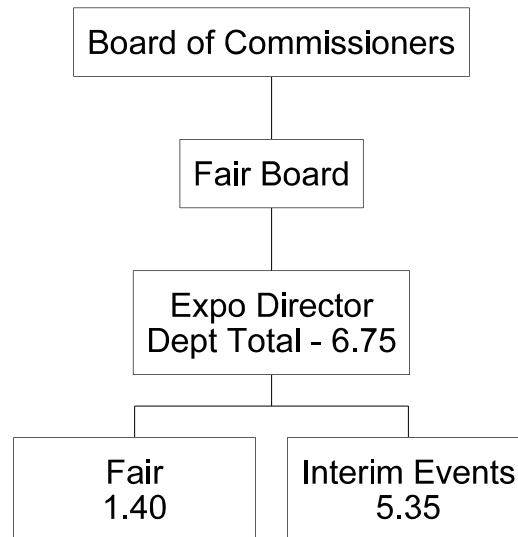 Board of Commissioners
Fair Board
Expo Director
Dept Total - 6.75
Fair
1.40
Interim Events
5.35